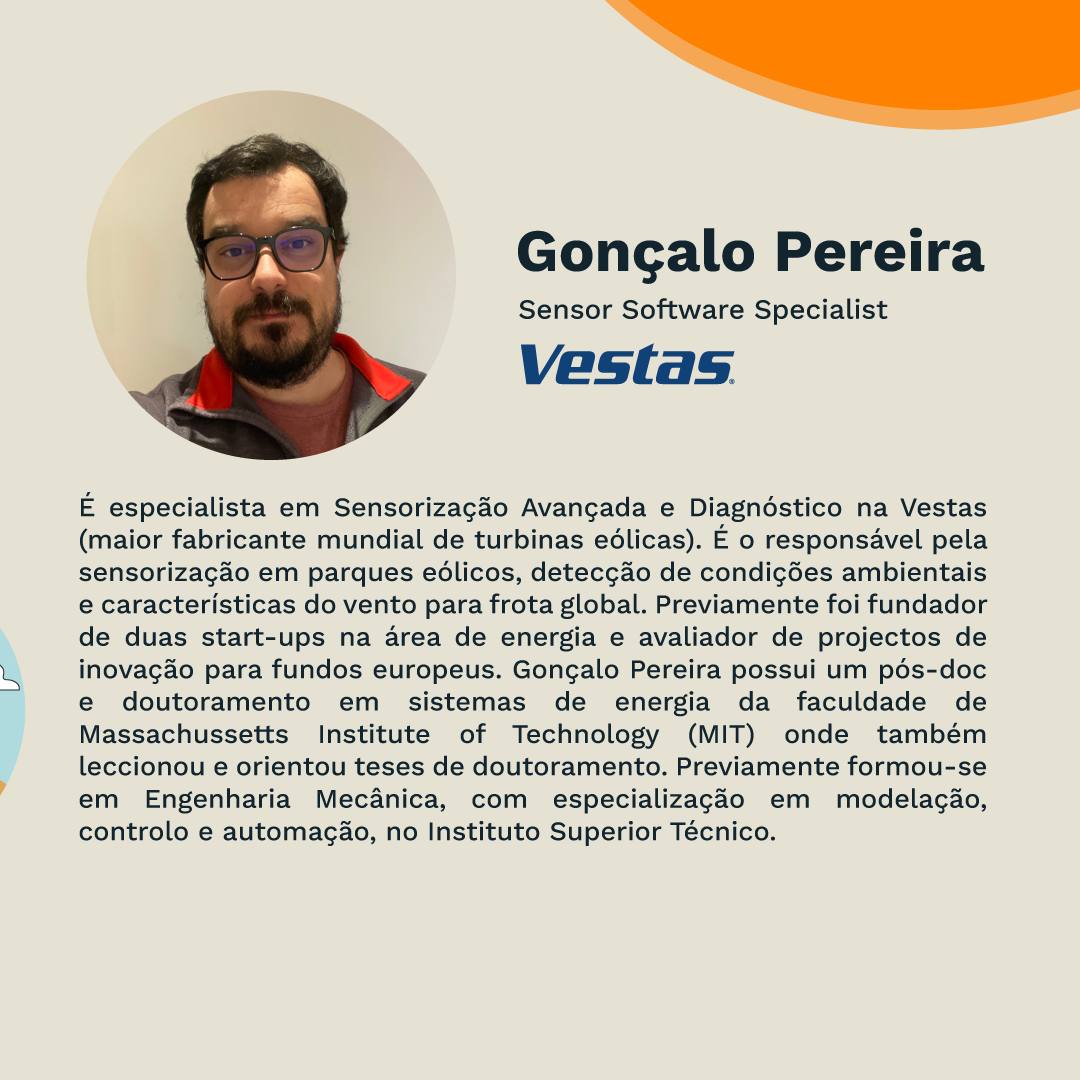 Gonçalo Pereira
Sensor Software Specialist
Vestas
É especialista em Sensorização Avançada e Diagnóstico na Vestas
(maior fabricante mundial de turbinas eólicas). É o responsável pela
sensorização em parques eólicos, detecção de condições ambientais
e características do vento para frota global. Previamente foi fundador
de duas start-ups na área de energia e avaliador de projectos de
inovação para fundos europeus. Gonçalo Pereira possui um pós-doc
e doutoramento em sistemas de energia da faculdade de
Massachussetts Institute of Technology (MIT) onde também
leccionou e orientou teses de doutoramento. Previamente formou-se
em Engenharia Mecânica, com especialização em modelação,
controlo e automação, no Instituto Superior Técnico.